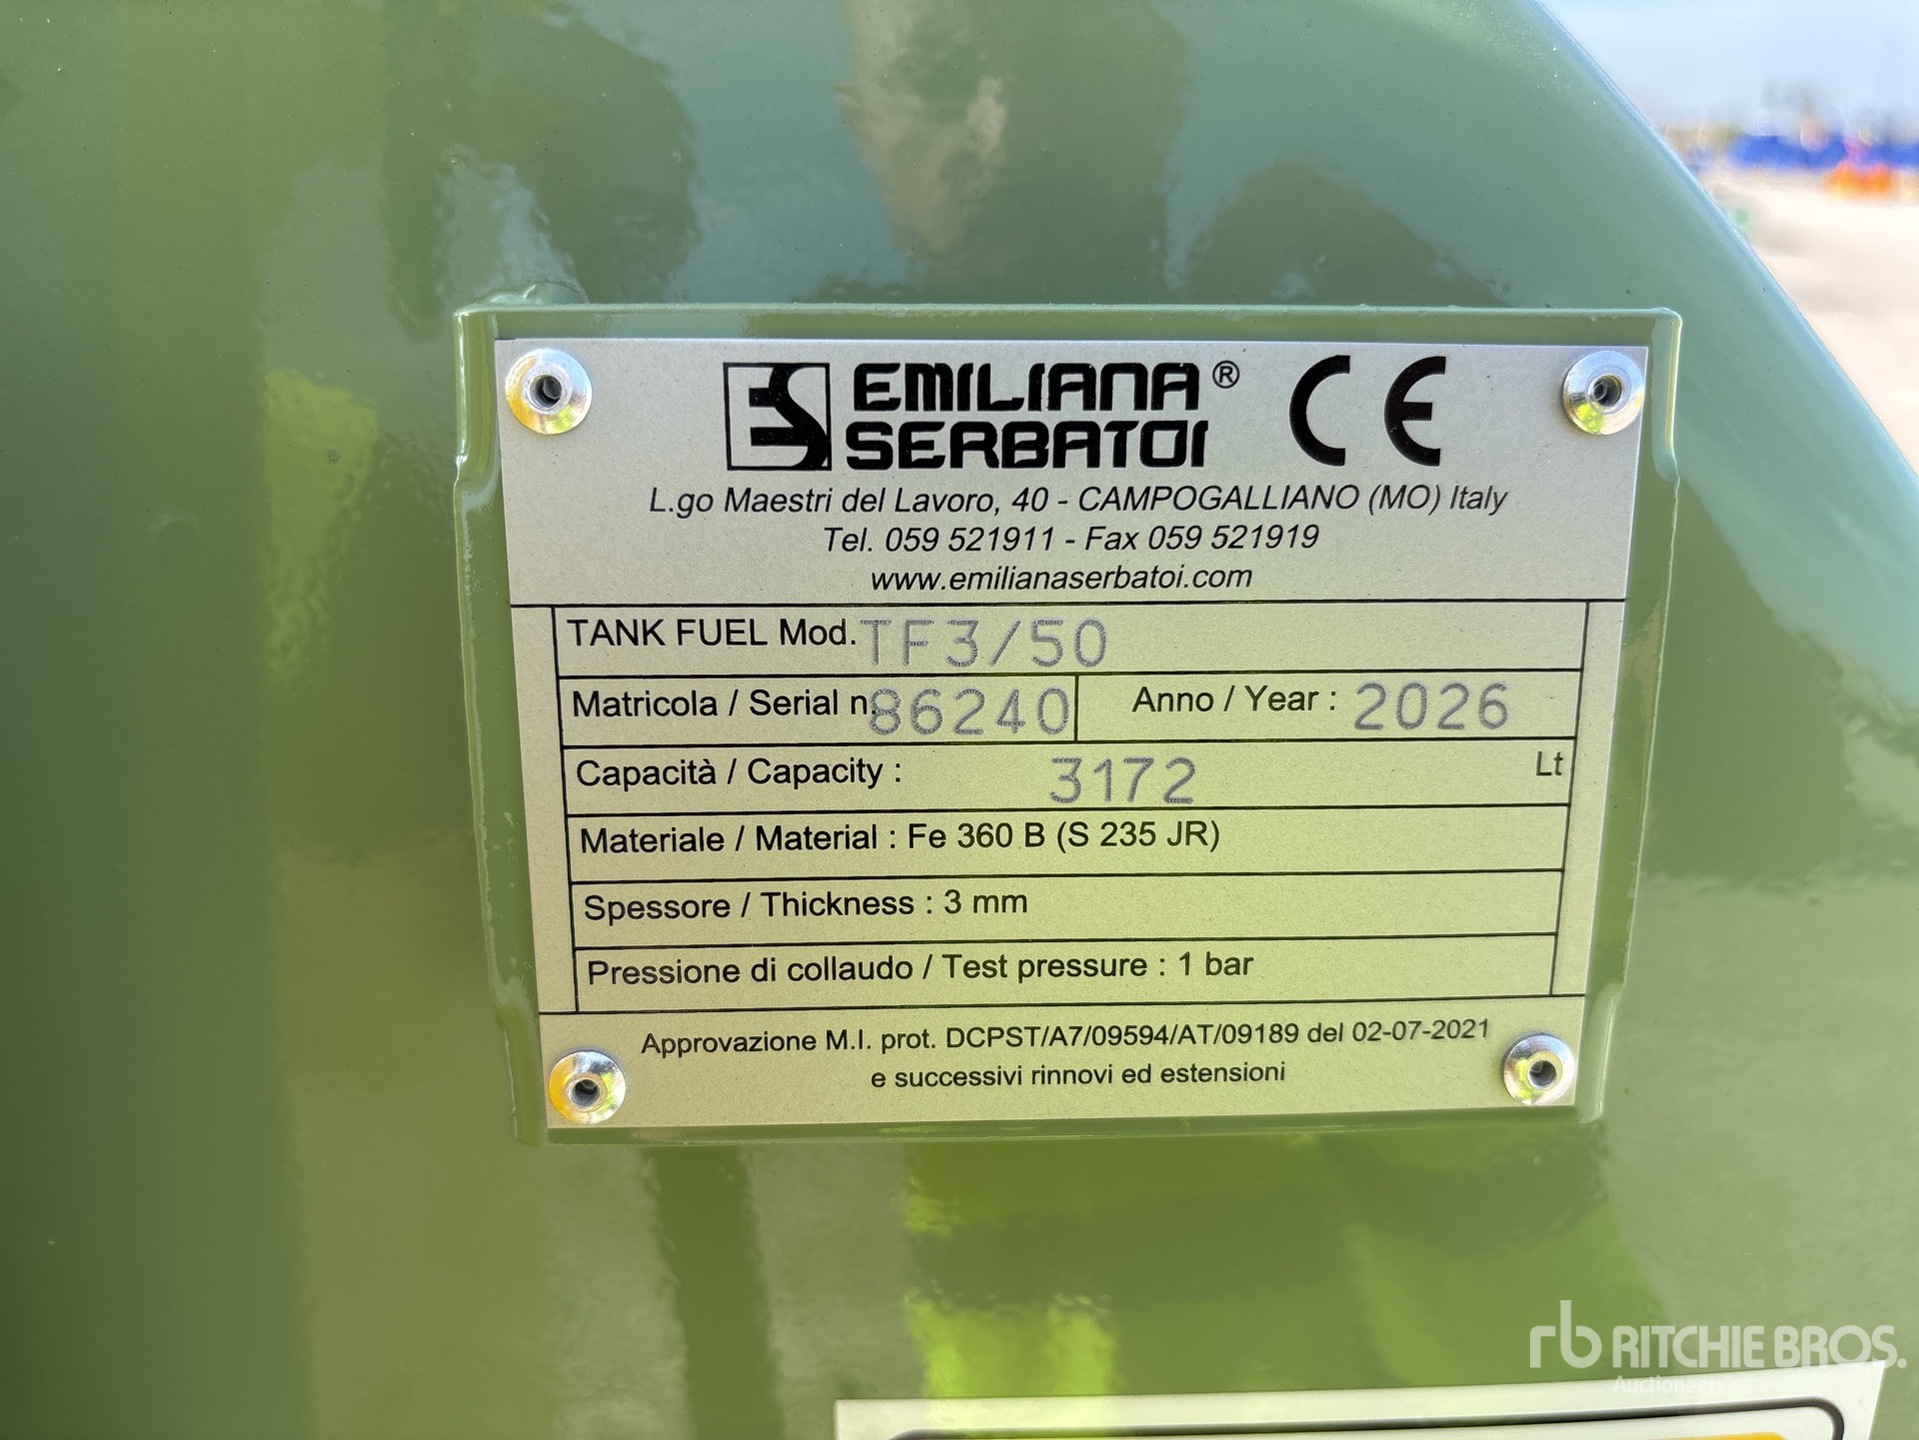 EMILIANA® CE
SERBATOI
L.go Maestri del Lavoro, 40 - CAMPOGALLIANO (MO) Italy
Tel. 059 521911 - Fax 059 521919
www.emilianaserbatoi.com
TANK FUEL Mod. TF3/50
Matricola / Serial n. 86240 Anno / Year : 2026
Capacità / Capacity : 3172 Lt
Materiale / Material : Fe 360 B (S 235 JR)
Spessore / Thickness : 3 mm
Pressione di collaudo / Test pressure : 1 bar
Approvazione M.I. prot. DCPST/A7/09594/AT/09189 del 02-07-2021
e successivi rinnovi ed estensioni
rb RITCHIE BROS.
Auctioneers